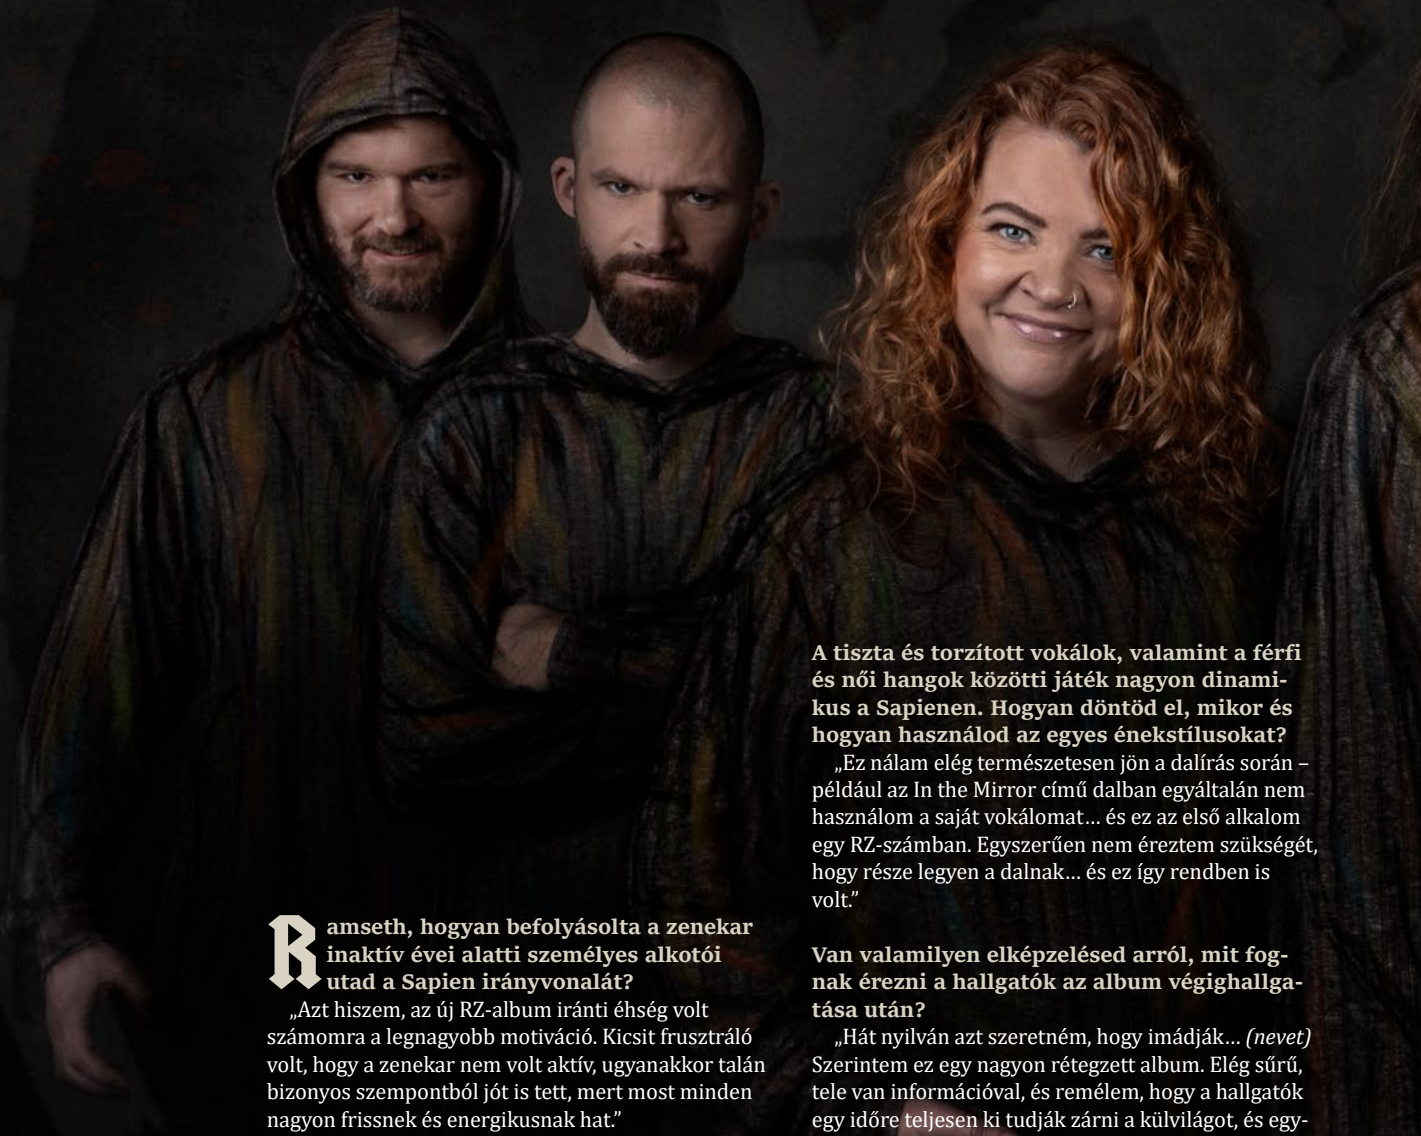 Ramseth, hogyan befolyásolta a zenekar
inaktív évei alatti személyes alkotói
utad a Sapien irányvonalát?
„Azt hiszem, az új RZ-album iránti éhség volt
számomra a legnagyobb motiváció. Kicsit frusztráló
volt, hogy a zenekar nem volt aktív, ugyanakkor talán
bizonyos szempontból jót is tett, mert most minden
nagyon frissnek és energikusnak hat.”
A tiszta és torzított vokálok, valamint a férfi
és női hangok közötti játék nagyon dinami-
kus a Sapienen. Hogyan döntöd el, mikor és
hogyan használod az egyes énekstílusokat?
„Ez nálam elég természetesen jön a dalírás során –
például az In the Mirror című dalban egyáltalán nem
használom a saját vokálomat… és ez az első alkalom
egy RZ-számban. Egyszerűen nem éreztem szükségét,
hogy része legyen a dalnak… és ez így rendben is
volt.”
Van valamilyen elképzelésed arról, mit fog-
nak érezni a hallgatók az album végighallga-
tása után?
„Hát nyilván azt szeretném, hogy imádják… (nevet)
Szerintem ez egy nagyon rétegzett album. Elég sűrű,
tele van információval, és remélem, hogy a hallgatók
egy időre teljesen ki tudják zárni a külvilágot, és egy-